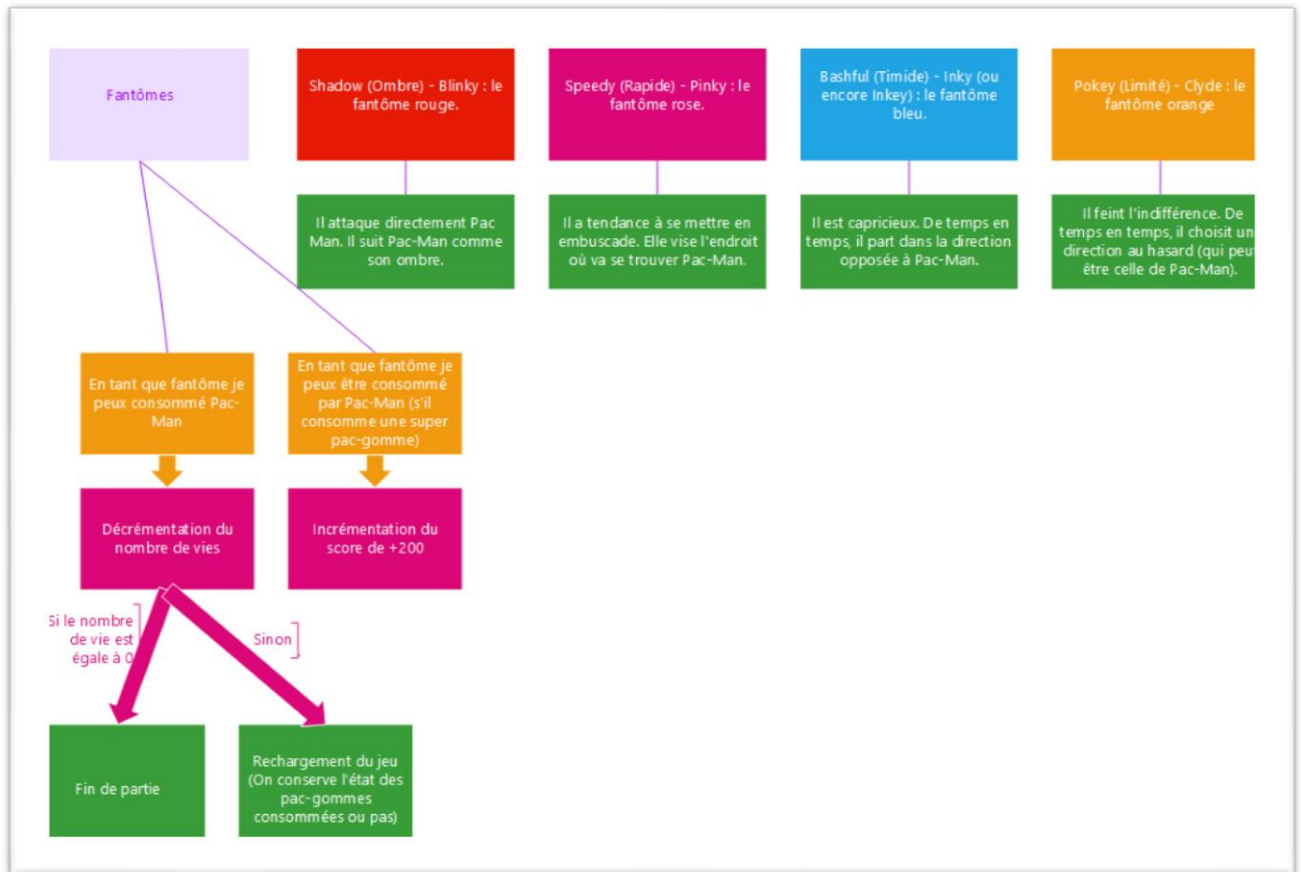 Fantômes
Shadow (Ombre) - Blinky : le
fantôme rouge.
Speedy (Rapide) - Pinky : le
fantôme rose.
Bashful (Timide) - Inky (ou
encore Inkey) : le fantôme
bleu.
Pokey (Limité) - Clyde : le
fantôme orange
Il attaque directement Pac
Man. Il suit Pac-Man comme
son ombre.
Il a tendance à se mettre en
embuscade. Elle vise l'endroit
où va se trouver Pac-Man.
Il est capricieux. De temps en
temps, il part dans la direction
opposée à Pac-Man.
Il feint l'indifférence. De
temps en temps, il choisit une
direction au hasard (qui peut
être celle de Pac-Man).
En tant que fantôme je
peux consommé Pac-
Man
En tant que fantôme je
peux être consommé
par Pac-Man (s'il
consomme une super
pac-gomme)
Décrémentation du
nombre de vies
Incrémentation du
score de +200
Si le nombre
de vie est
égale à 0
Sinon
Fin de partie
Rechargement du jeu
(On conserve l'état des
pac-gommes
consommées ou pas)